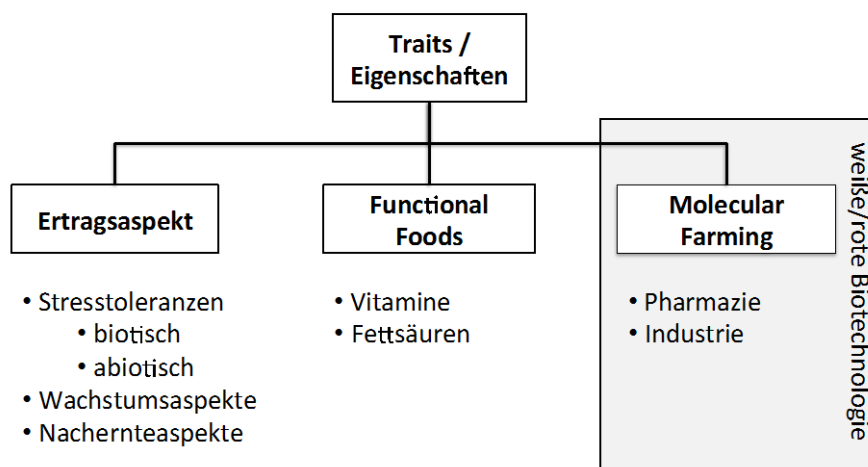 Traits /
Eigenschaften
Ertragsaspekt
• Stresstoleranzen
• biotisch
• abiotisch
• Wachstumsaspekte
• Nachernteaspekte
Functional
Foods
• Vitamine
• Fettsäuren
Molecular
Farming
• Pharmazie
• Industrie
weiße/rote Biotechnologie